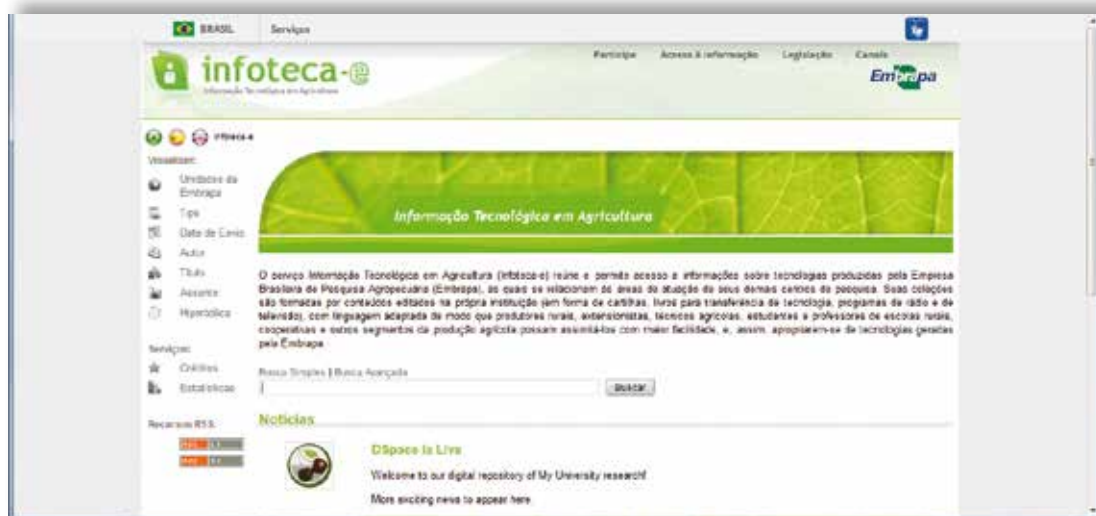 BRASIL Serviços
Participe Acesso à informação Legislação Canais
infoteca-e
Informação Tecnológica em Agricultura
Embrapa
infoteca-e
Visualizar:
Unidades da
Embrapa
Tipo
Data de Envio
Autor
Título
Assunto
Hiperbólica
Serviços:
Créditos
Estatísticas
Recursos RSS:
Informação Tecnológica em Agricultura
O serviço Informação Tecnológica em Agricultura (Infoteca-e) reúne e permite acesso a informações sobre tecnologias produzidas pela Empresa
Brasileira de Pesquisa Agropecuária (Embrapa), as quais se relacionam às áreas de atuação de seus demais centros de pesquisa. Suas coleções
são formadas por conteúdos editados na própria instituição (em forma de cartilhas, livros para transferência de tecnologia, programas de rádio e de
televisão), com linguagem adaptada de modo que produtores rurais, extensionistas, técnicos agrícolas, estudantes e professores de escolas rurais,
cooperativas e outros segmentos da produção agrícola possam assimilá-los com maior facilidade, e, assim, apropriarem-se de tecnologias geradas
pela Embrapa.
Busca Simples | Busca Avançada
Buscar
Notícias
DSpace is Live
Welcome to our digital repository of My University research!
More exciting news to appear here.